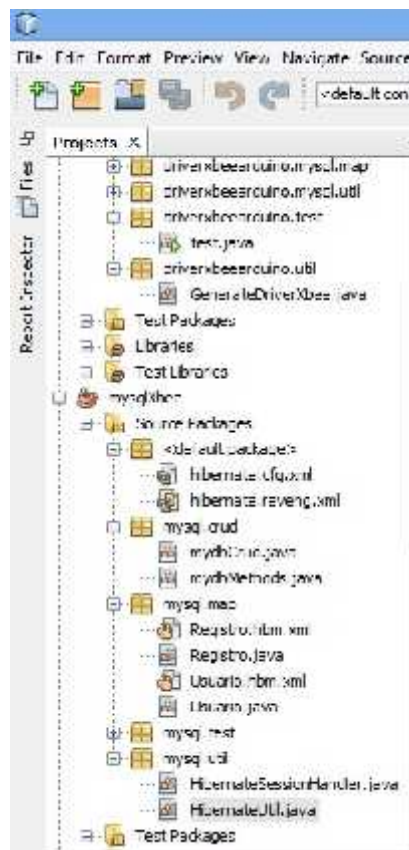 File Edit Format Preview View Navigate Source
<default con
Projects
Files
Report Inspector
driverxbeearduino.mysql.map
driverxbeearduino.mysql.util
driverxbeearduino.test
test.java
driverxbeearduino.util
GenerateDriverXbee.java
Test Packages
Libraries
Test Libraries
mysqlXbee
Source Packages
<default package>
hibernate.cfg.xml
hibernate.reveng.xml
mysql.crud
mydbCrud.java
mydbMethods.java
mysql.map
Registro.hbm.xml
Registro.java
Usuario.hbm.xml
Usuario.java
mysql.test
mysql.util
HibernateSessionHandler.java
HibernateUtil.java
Test Packages